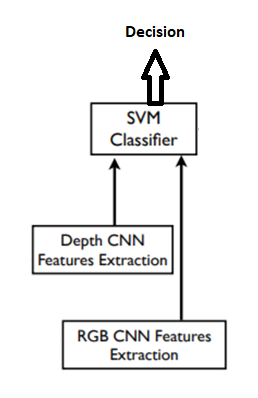 Decision
SVM
Classifier
Depth CNN
Features Extraction
RGB CNN Features
Extraction